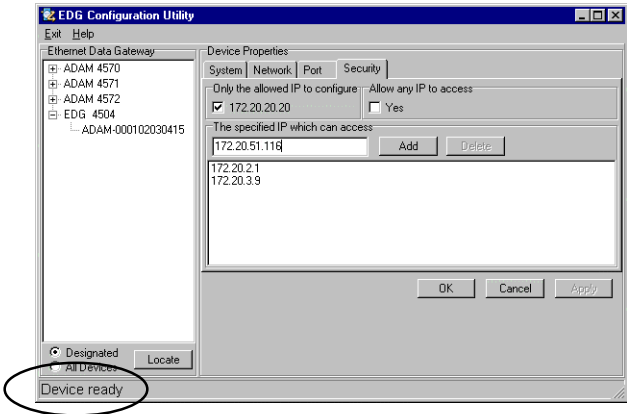 EDG Configuration Utility
Exit Help
Ethernet Data Gateway
ADAM 4570
ADAM 4571
ADAM 4572
EDG 4504
ADAM-000102030415
Designated
All Devices
Locate
Device Properties
System Network Port Security
Only the allowed IP to configure
172.20.20.20
Allow any IP to access
Yes
The specified IP which can access
172.20.51.116
Add Delete
172.20.2.1
172.20.3.9
OK Cancel Apply
Device ready